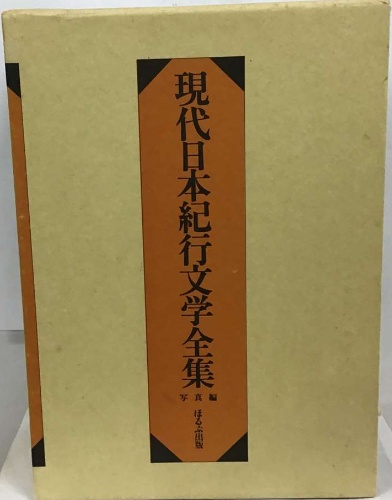 現代日本紀行文学全集
写真編
ほるぷ出版